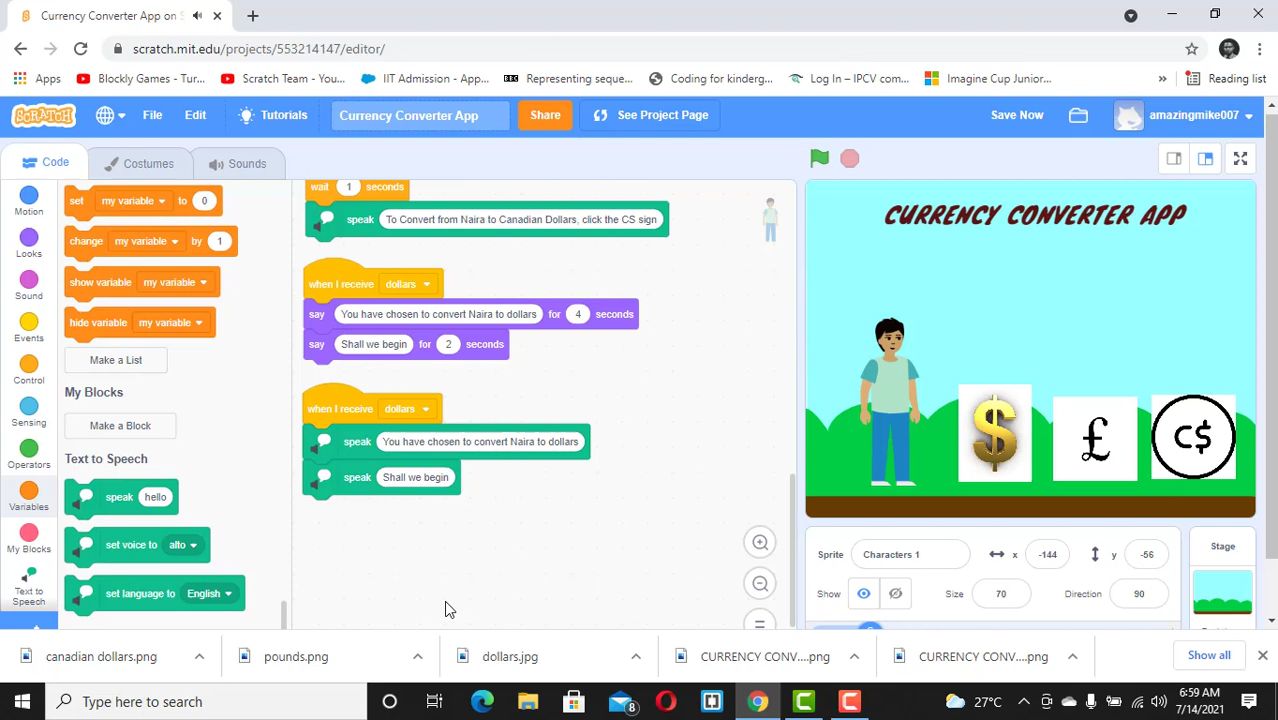 Currency Converter App on S
scratch.mit.edu/projects/553214147/editor/
Apps
Blockly Games - Tur...
Scratch Team - You...
IIT Admission - App...
Representing seque...
Coding for kinderg...
Log In – IPCV comm...
Imagine Cup Junior...
»
Reading list
SCRATCH
File
Edit
Tutorials
Currency Converter App
Share
See Project Page
Save Now
amazingmike007
Code
Costumes
Sounds
Motion
Looks
Sound
Events
Control
Sensing
Operators
Variables
My Blocks
Text to Speech
set my variable to 0
change my variable by 1
show variable my variable
hide variable my variable
Make a List
My Blocks
Make a Block
Text to Speech
speak hello
set voice to alto
set language to English
wait 1 seconds
speak To Convert from Naira to Canadian Dollars, click the CS sign
when I receive dollars
say You have chosen to convert Naira to dollars for 4 seconds
say Shall we begin for 2 seconds
when I receive dollars
speak You have chosen to convert Naira to dollars
speak Shall we begin
CURRENCY CONVERTER APP
$
£
C$
Sprite Characters 1 x -144 y -56
Show Size 70 Direction 90
Stage
canadian dollars.png
pounds.png
dollars.jpg
CURRENCY CONV....png
CURRENCY CONV....png
Show all
Type here to search
8
27°C
6:59 AM
7/14/2021